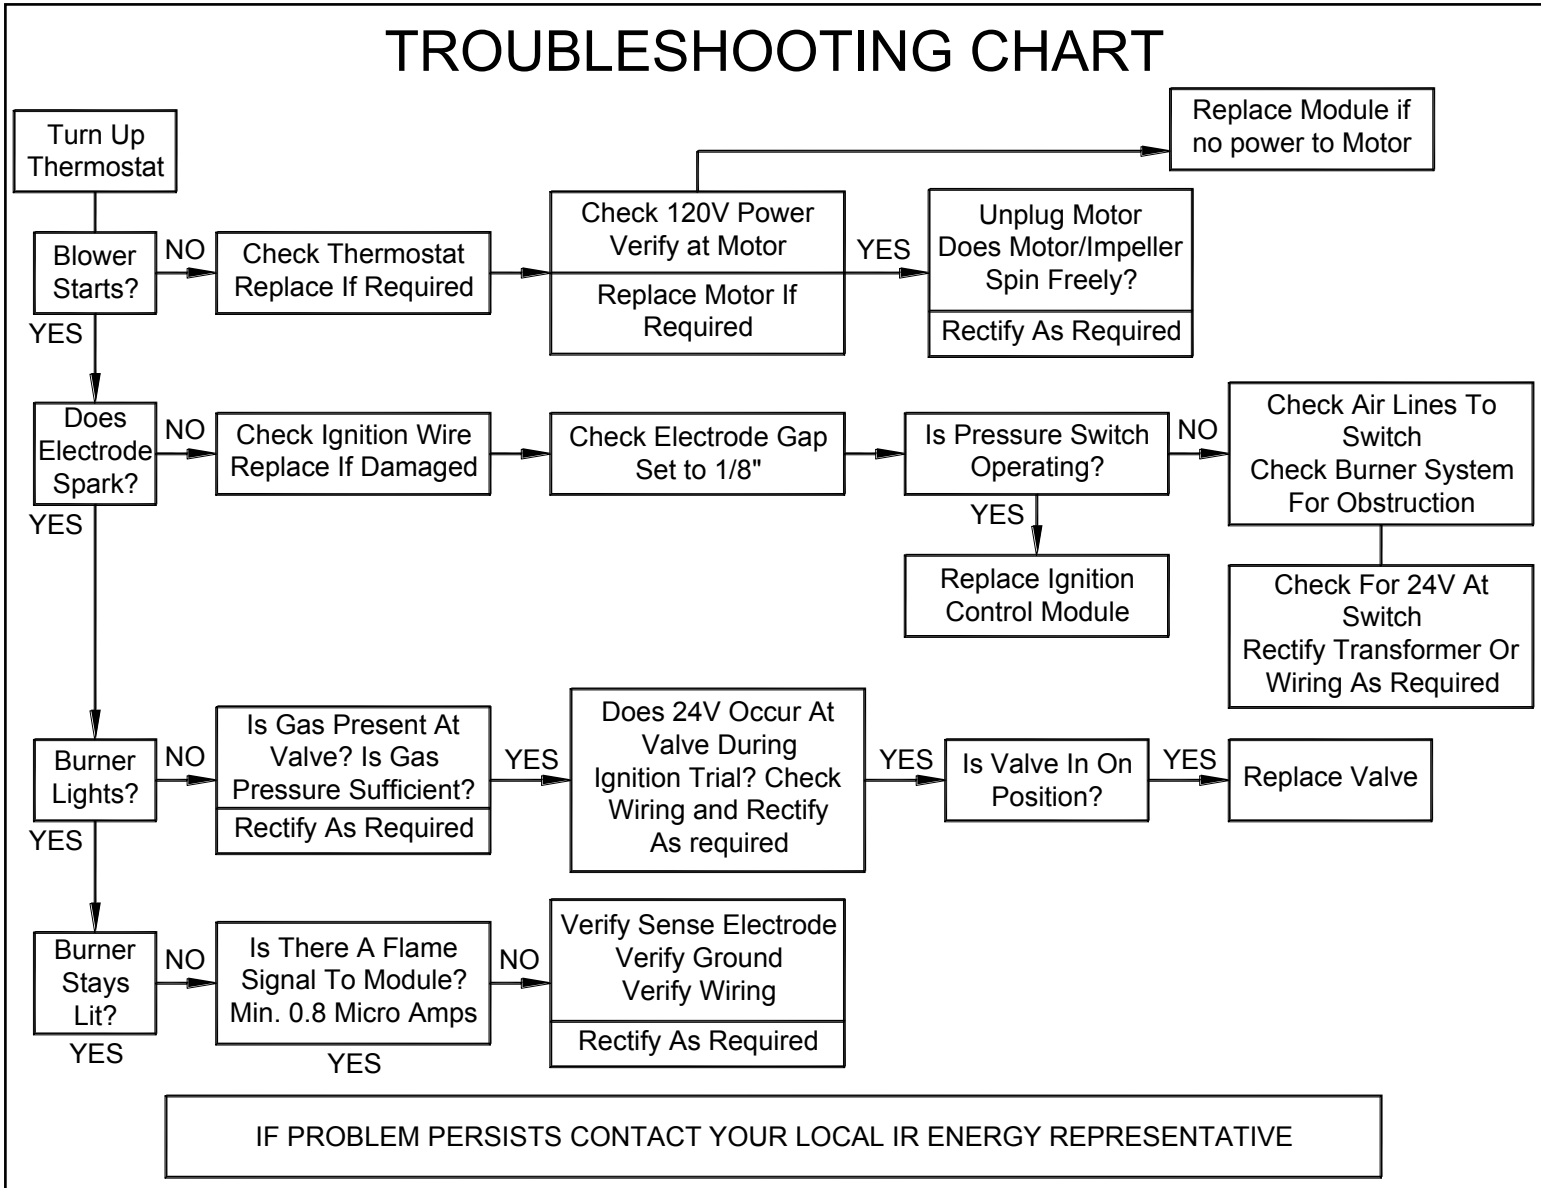 TROUBLESHOOTING CHART
Turn Up
Thermostat
Replace Module if
no power to Motor
Blower
Starts?
NO
Check Thermostat
Replace If Required
Check 120V Power
Verify at Motor
Replace Motor If
Required
YES
Unplug Motor
Does Motor/Impeller
Spin Freely?
Rectify As Required
YES
Does
Electrode
Spark?
NO
Check Ignition Wire
Replace If Damaged
Check Electrode Gap
Set to 1/8"
Is Pressure Switch
Operating?
NO
Check Air Lines To
Switch
Check Burner System
For Obstruction
YES
Replace Ignition
Control Module
Check For 24V At
Switch
Rectify Transformer Or
Wiring As Required
YES
Burner
Lights?
NO
Is Gas Present At
Valve? Is Gas
Pressure Sufficient?
Rectify As Required
YES
Does 24V Occur At
Valve During
Ignition Trial? Check
Wiring and Rectify
As required
YES
Is Valve In On
Position?
YES
Replace Valve
YES
Burner
Stays
Lit?
NO
Is There A Flame
Signal To Module?
Min. 0.8 Micro Amps
NO
Verify Sense Electrode
Verify Ground
Verify Wiring
Rectify As Required
YES
YES
IF PROBLEM PERSISTS CONTACT YOUR LOCAL IR ENERGY REPRESENTATIVE